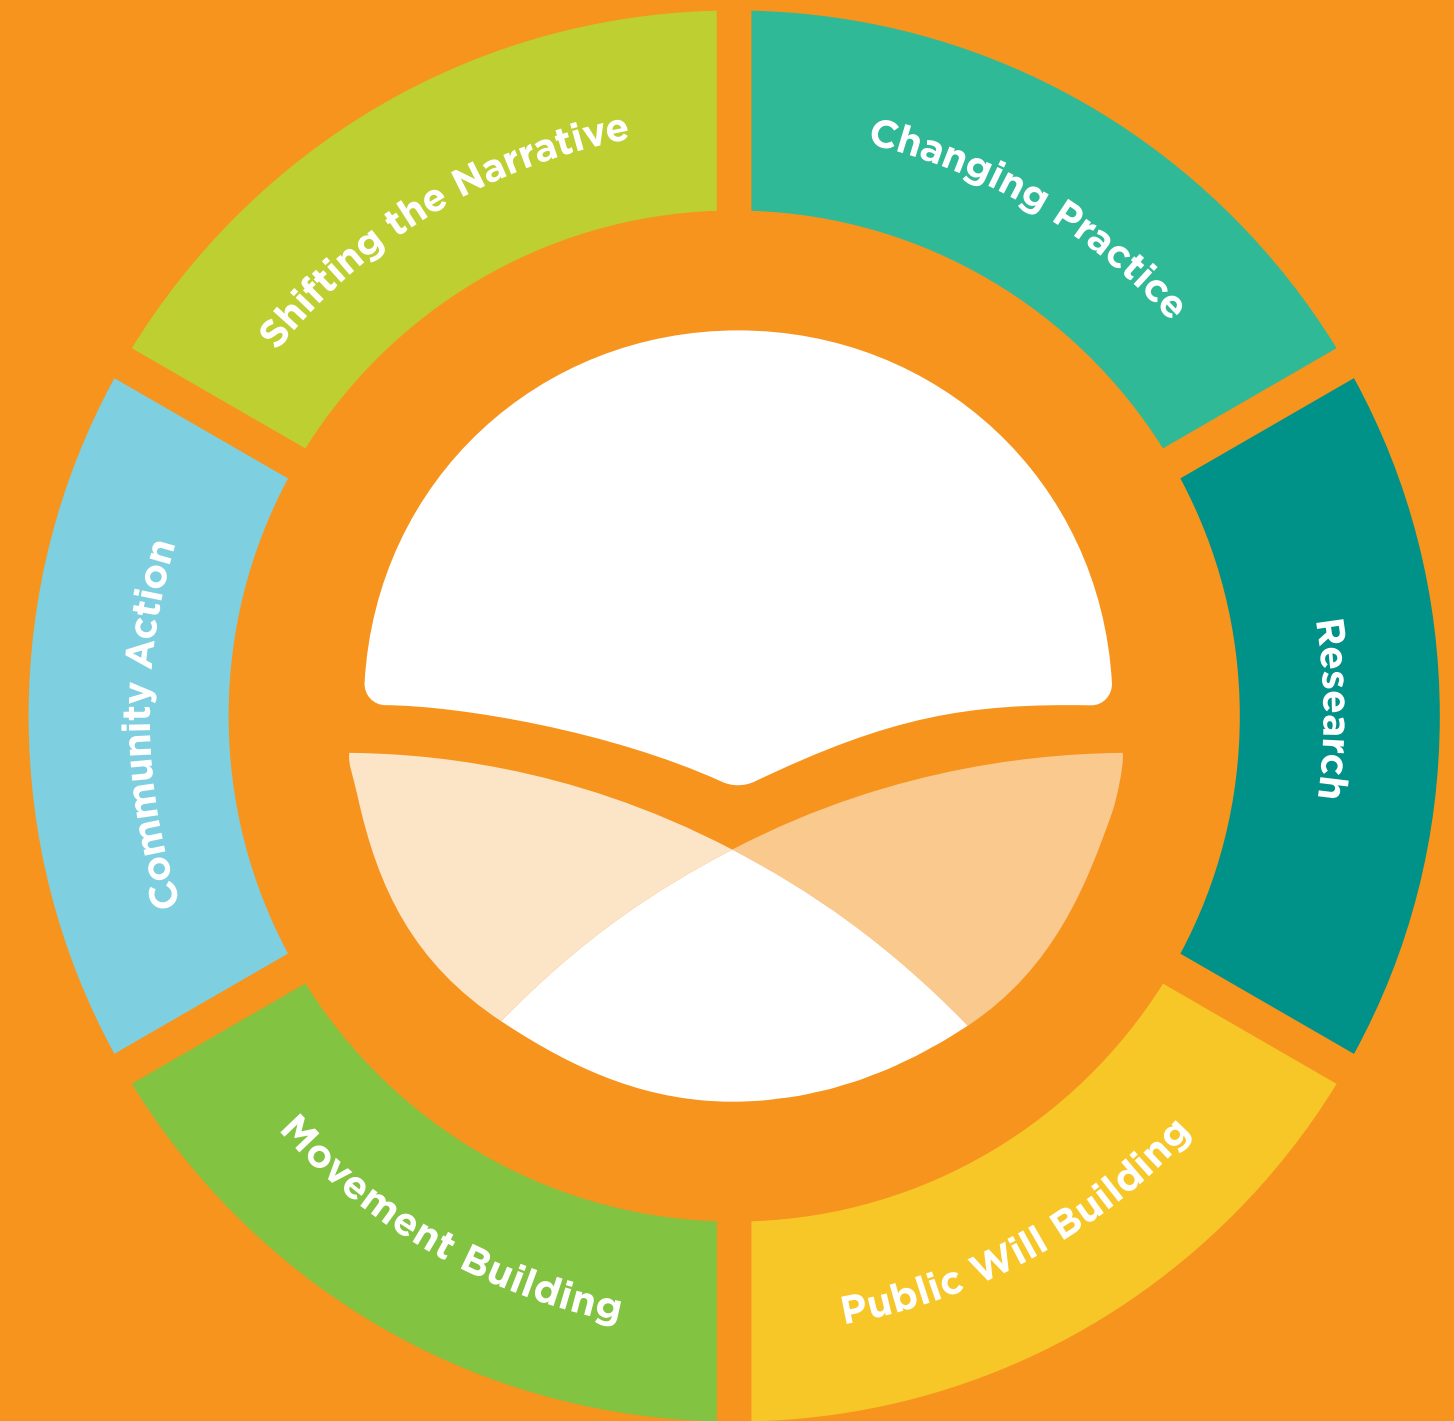 Shifting the Narrative
Changing Practice
Research
Public Will Building
Movement Building
Community Action